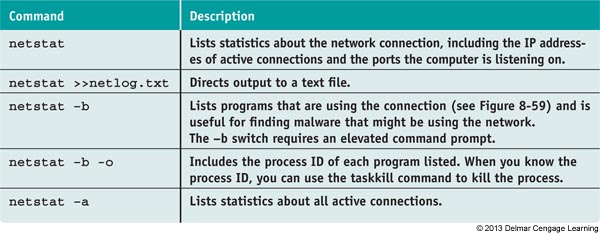 Command Description
netstat Lists statistics about the network connection, including the IP address-
es of active connections and the ports the computer is listening on.
netstat >>netlog.txt Directs output to a text file.
netstat –b Lists programs that are using the connection (see Figure 8-59) and is
useful for finding malware that might be using the network.
The –b switch requires an elevated command prompt.
netstat –b -o Includes the process ID of each program listed. When you know the
process ID, you can use the taskkill command to kill the process.
netstat –a Lists statistics about all active connections.
© 2013 Delmar Cengage Learning